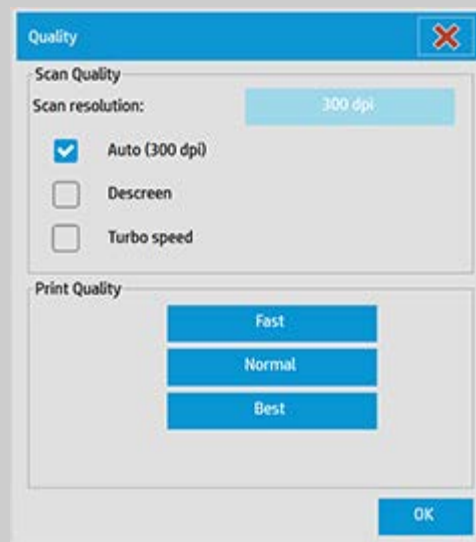 Quality
Scan Quality
Scan resolution: 300 dpi
Auto (300 dpi)
Descreen
Turbo speed
Print Quality
Fast
Normal
Best
OK